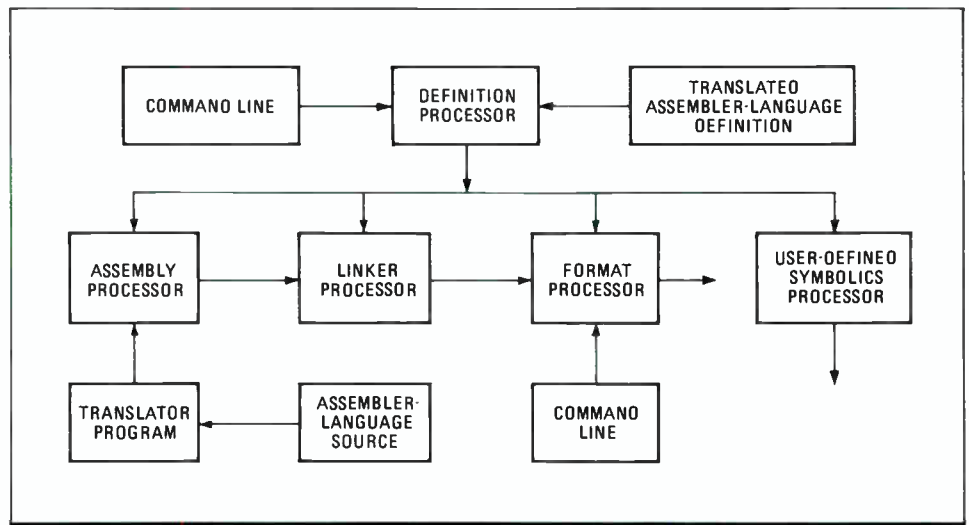 COMMANO LINE
DEFINITION
PROCESSOR
TRANSLATEO
ASSEMBLER-LANGUAGE
OEFINITION
ASSEMBLY
PROCESSOR
LINKER
PROCESSOR
FORMAT
PROCESSOR
USER-OEFINEO
SYMBOLICS
PROCESSOR
TRANSLATOR
PROGRAM
ASSEMBLER-
LANGUAGE
SOURCE
COMMANO
LINE